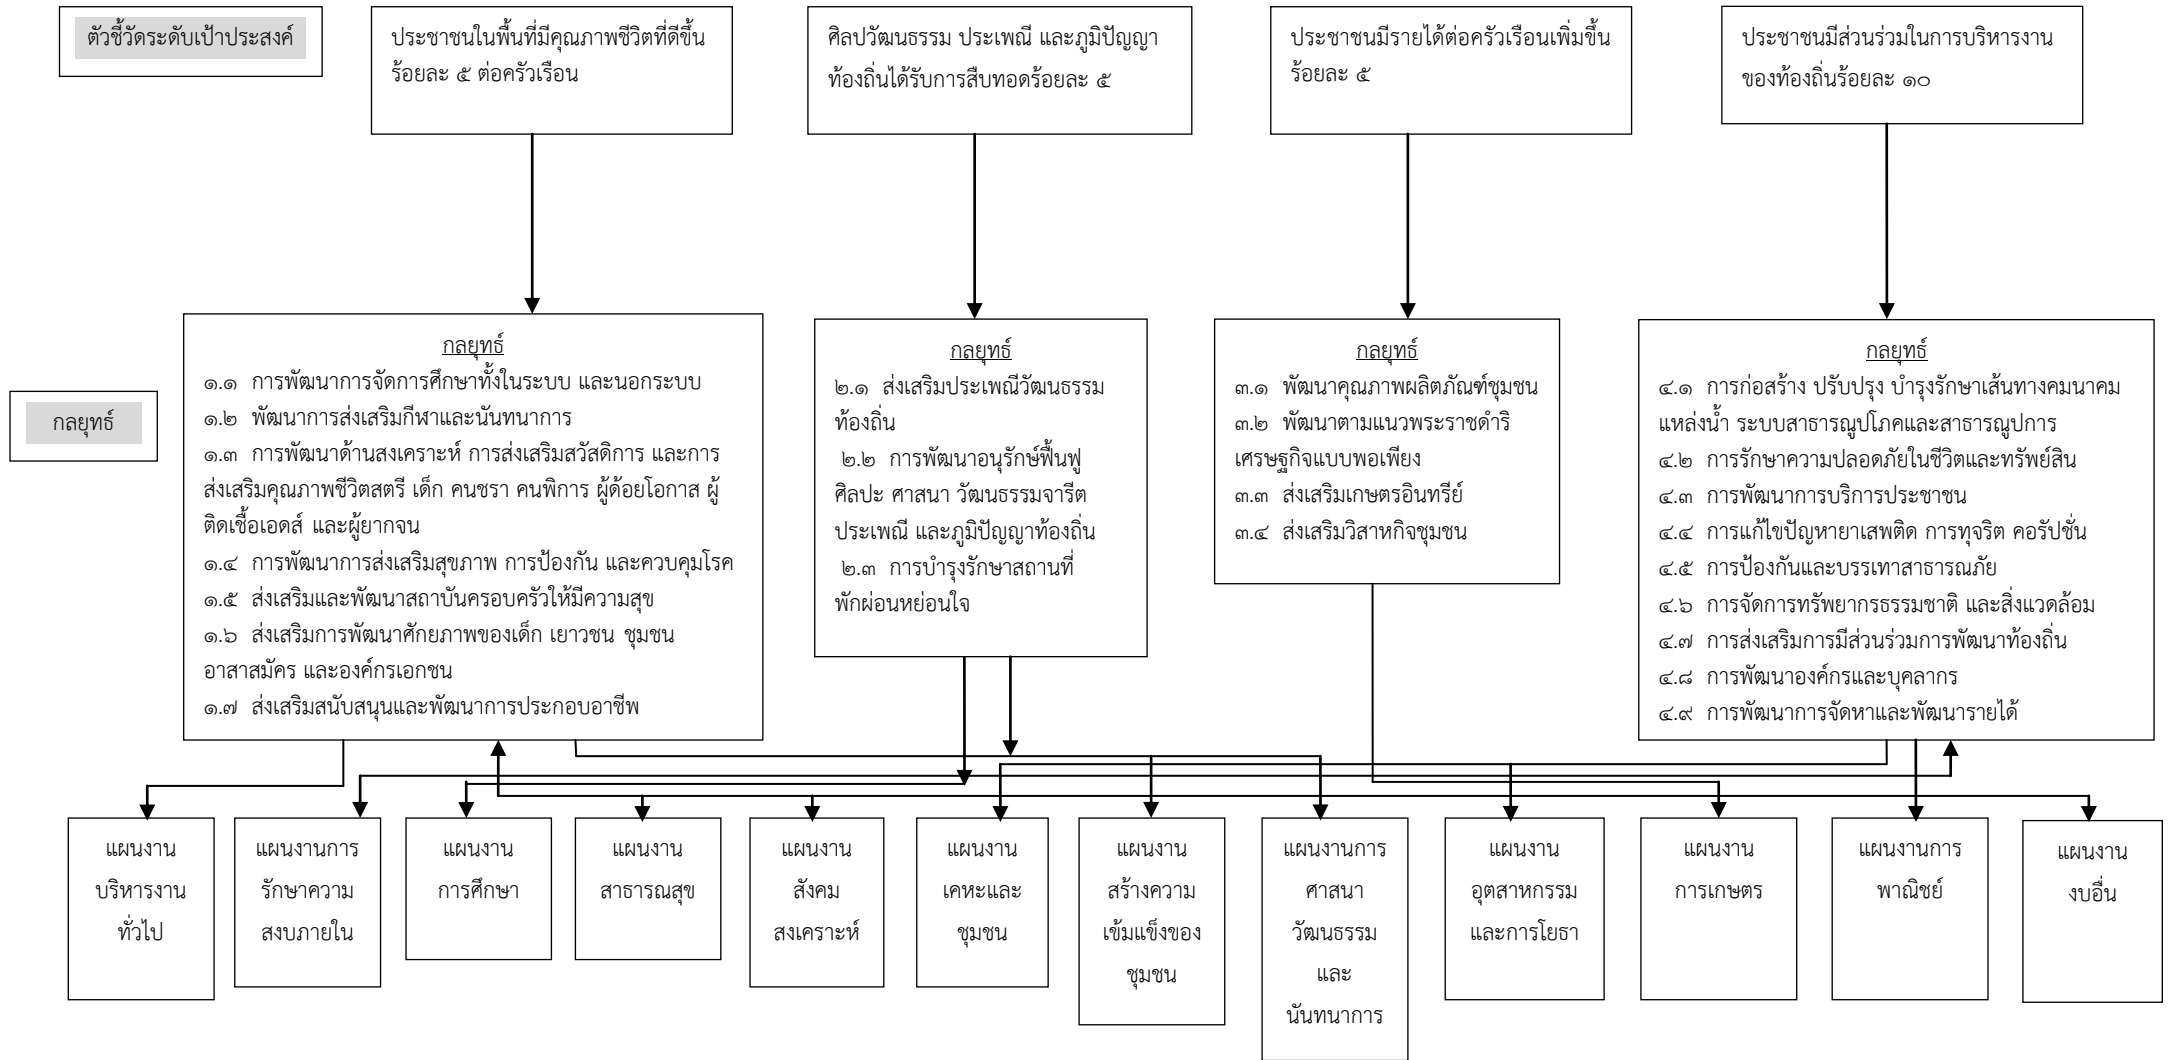 ตัวชี้วัดระดับเป้าประสงค์
ประชาชนในพื้นที่มีคุณภาพชีวิตที่ดีขึ้น
ร้อยละ ๕ ต่อครัวเรือน
ศิลปวัฒนธรรม ประเพณี และภูมิปัญญา
ท้องถิ่นได้รับการสืบทอดร้อยละ ๕
ประชาชนมีรายได้ต่อครัวเรือนเพิ่มขึ้น
ร้อยละ ๕
ประชาชนมีส่วนร่วมในการบริหารงาน
ของท้องถิ่นร้อยละ ๑๐
กลยุทธ์
กลยุทธ์
๑.๑ การพัฒนาการจัดการศึกษาทั้งในระบบ และนอกระบบ
๑.๒ พัฒนาการส่งเสริมกีฬาและนันทนาการ
๑.๓ การพัฒนาด้านสงเคราะห์ การส่งเสริมสวัสดิการ และการ
ส่งเสริมคุณภาพชีวิตสตรี เด็ก คนชรา คนพิการ ผู้ด้อยโอกาส ผู้
ติดเชื้อเอดส์ และผู้ยากจน
๑.๔ การพัฒนาการส่งเสริมสุขภาพ การป้องกัน และควบคุมโรค
๑.๕ ส่งเสริมและพัฒนาสถาบันครอบครัวให้มีความสุข
๑.๖ ส่งเสริมการพัฒนาศักยภาพของเด็ก เยาวชน ชุมชน
อาสาสมัคร และองค์กรเอกชน
๑.๗ ส่งเสริมสนับสนุนและพัฒนาการประกอบอาชีพ
กลยุทธ์
๒.๑ ส่งเสริมประเพณีวัฒนธรรม
ท้องถิ่น
๒.๒ การพัฒนาอนุรักษ์ฟื้นฟู
ศิลปะ ศาสนา วัฒนธรรมจารีต
ประเพณี และภูมิปัญญาท้องถิ่น
๒.๓ การบำรุงรักษาสถานที่
พักผ่อนหย่อนใจ
กลยุทธ์
๓.๑ พัฒนาคุณภาพผลิตภัณฑ์ชุมชน
๓.๒ พัฒนาตามแนวพระราชดำริ
เศรษฐกิจแบบพอเพียง
๓.๓ ส่งเสริมเกษตรอินทรีย์
๓.๔ ส่งเสริมวิสาหกิจชุมชน
กลยุทธ์
๔.๑ การก่อสร้าง ปรับปรุง บำรุงรักษาเส้นทางคมนาคม
แหล่งน้ำ ระบบสาธารณูปโภคและสาธารณูปการ
๔.๒ การรักษาความปลอดภัยในชีวิตและทรัพย์สิน
๔.๓ การพัฒนาการบริการประชาชน
๔.๔ การแก้ไขปัญหายาเสพติด การทุจริต คอรัปชั่น
๔.๕ การป้องกันและบรรเทาสาธารณภัย
๔.๖ การจัดการทรัพยากรธรรมชาติ และสิ่งแวดล้อม
๔.๗ การส่งเสริมการมีส่วนร่วมการพัฒนาท้องถิ่น
๔.๘ การพัฒนาองค์กรและบุคลากร
๔.๙ การพัฒนาการจัดหาและพัฒนารายได้
แผนงาน
บริหารงาน
ทั่วไป
แผนงานการ
รักษาความ
สงบภายใน
แผนงาน
การศึกษา
แผนงาน
สาธารณสุข
แผนงาน
สังคม
สงเคราะห์
แผนงาน
เคหะและ
ชุมชน
แผนงาน
สร้างความ
เข้มแข็งของ
ชุมชน
แผนงานการ
ศาสนา
วัฒนธรรม
และ
นันทนาการ
แผนงาน
อุตสาหกรรม
และการโยธา
แผนงาน
การเกษตร
แผนงานการ
พาณิชย์
แผนงาน
งบอื่น